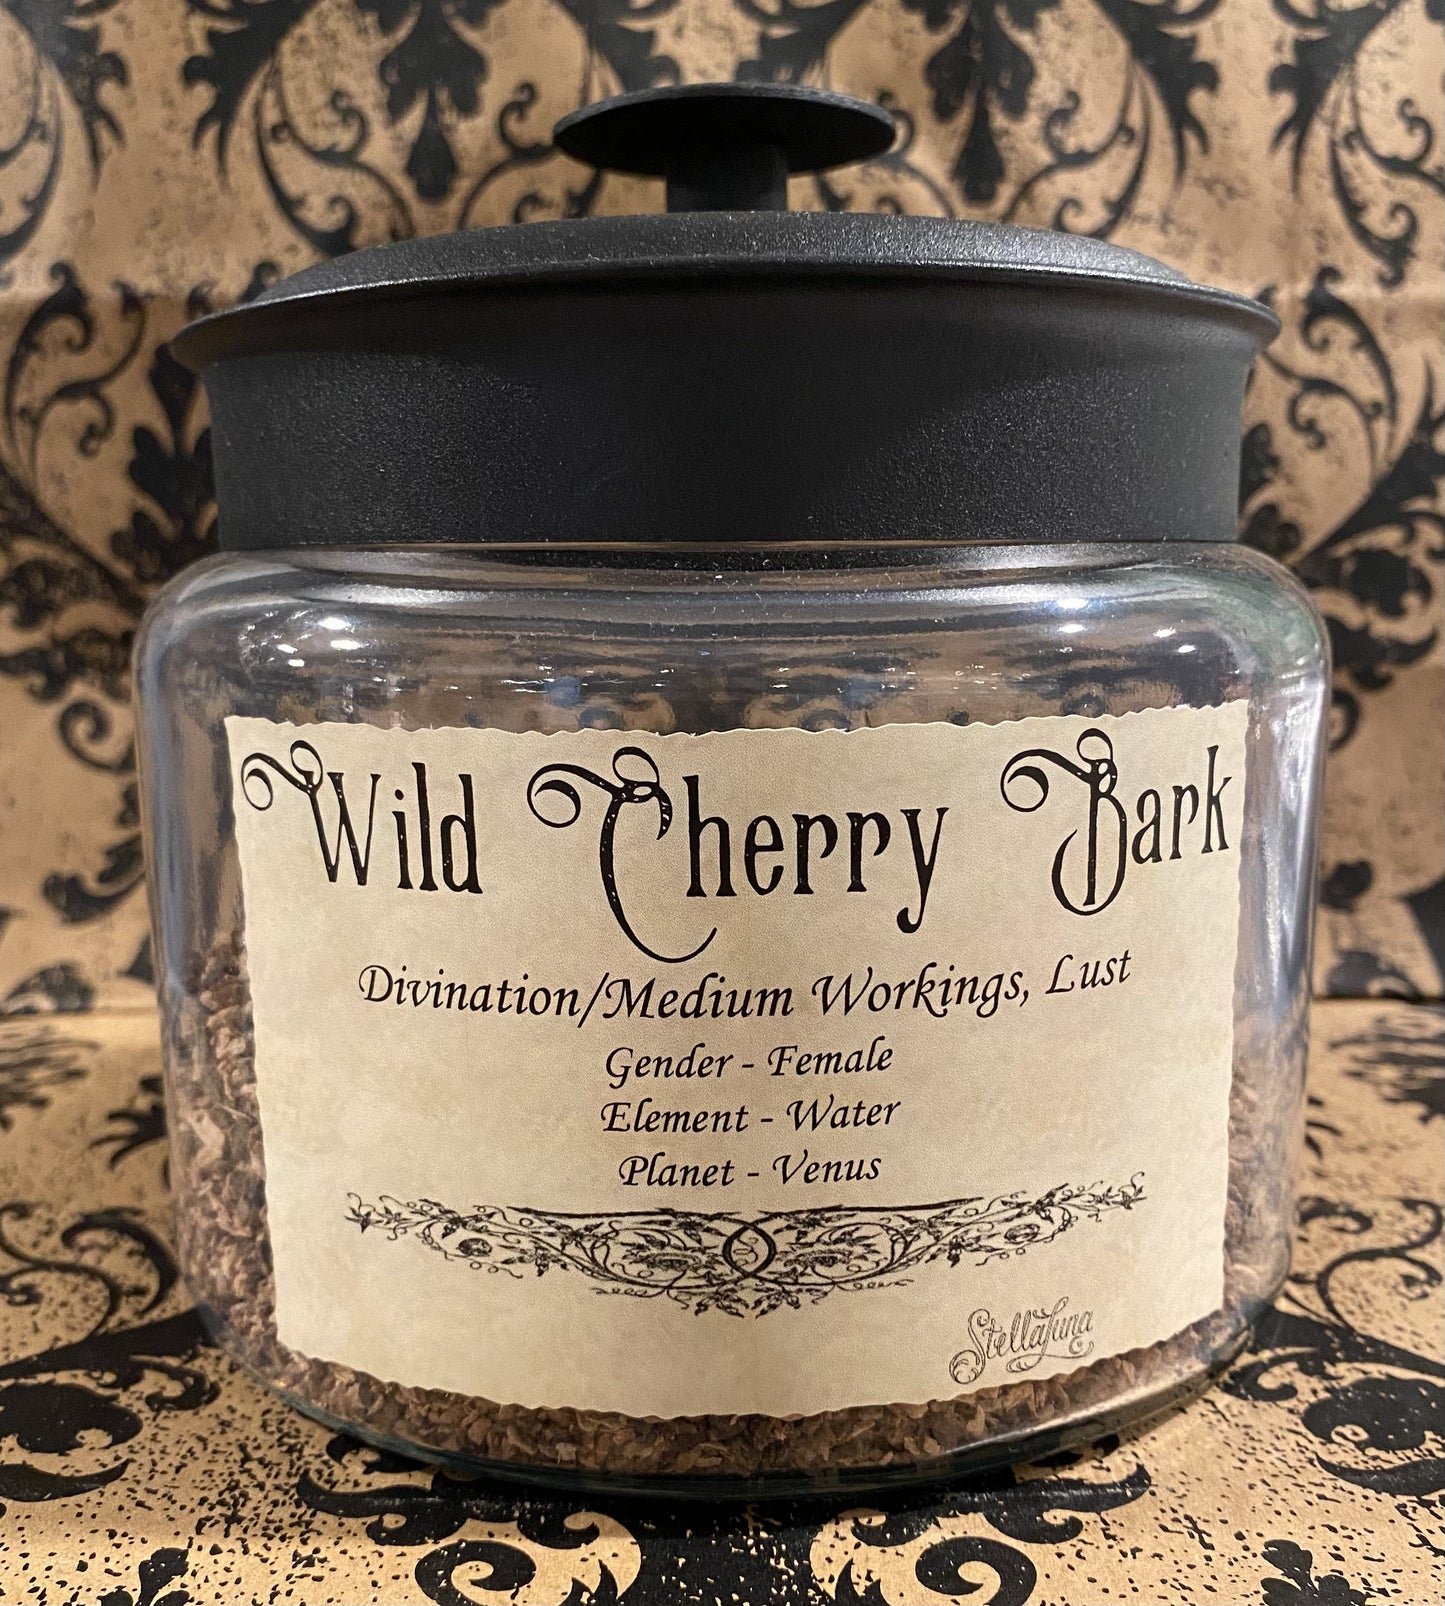 Wild Cherry Bark
Divination/Medium Workings, Lust
Gender - Female
Element - Water
Planet - Venus
StellaLuna